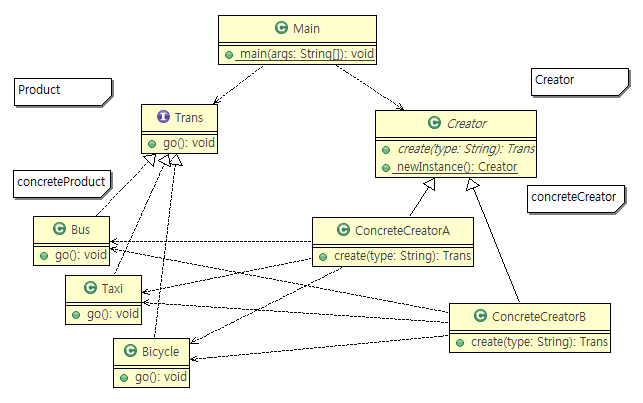 C Main
main(args: String[]): void
Product
Creator
I Trans
go(): void
C Creator
create(type: String): Trans
newInstance(): Creator
concreteProduct
concreteCreator
C Bus
go(): void
C ConcreteCreatorA
create(type: String): Trans
C Taxi
go(): void
C ConcreteCreatorB
create(type: String): Trans
C Bicycle
go(): void